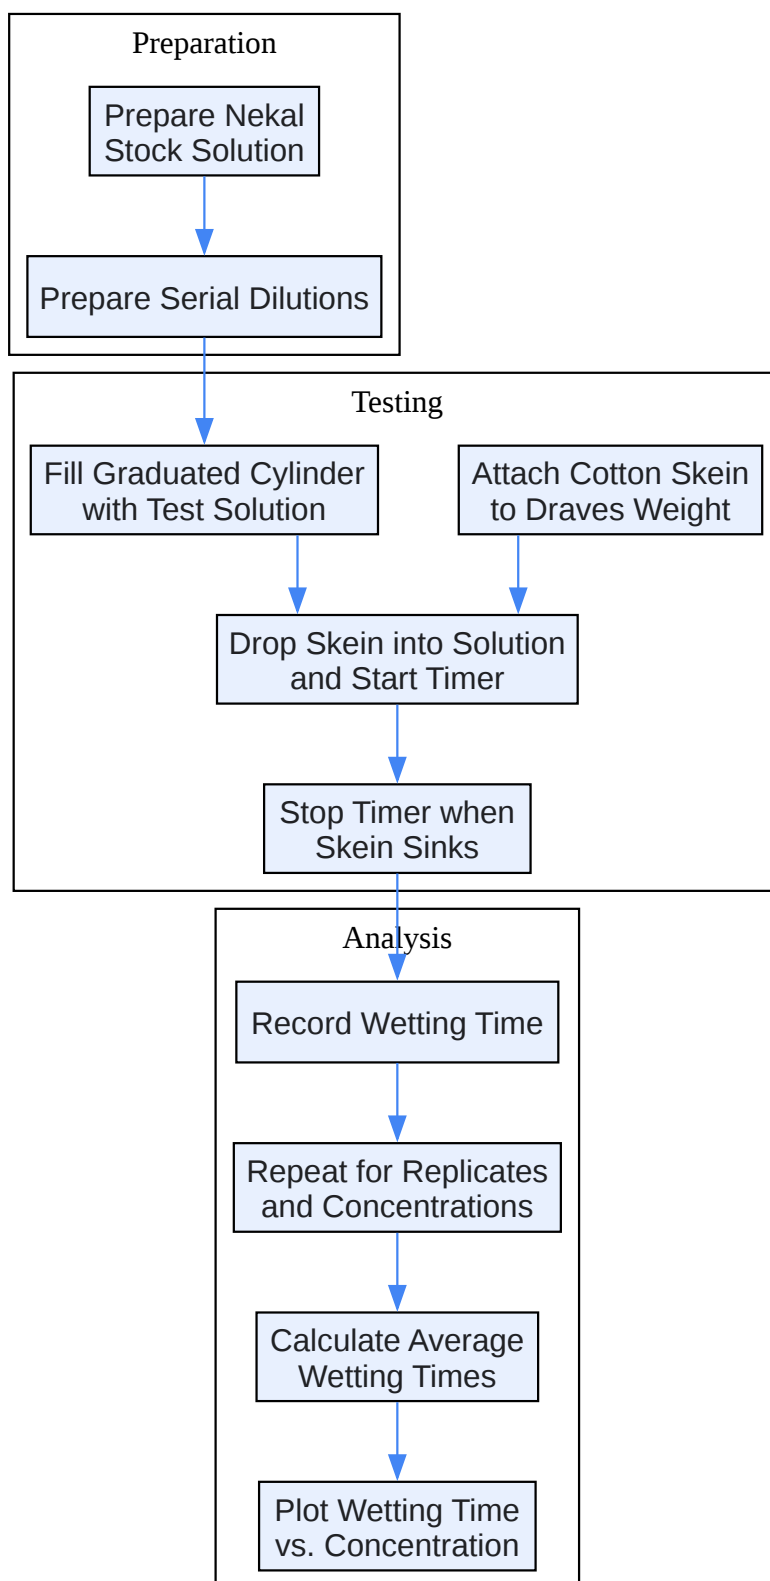 Preparation
Prepare Nekal
Stock Solution
Prepare Serial Dilutions
Testing
Fill Graduated Cylinder
with Test Solution
Attach Cotton Skein
to Draves Weight
Drop Skein into Solution
and Start Timer
Stop Timer when
Skein Sinks
Analysis
Record Wetting Time
Repeat for Replicates
and Concentrations
Calculate Average
Wetting Times
Plot Wetting Time
vs. Concentration